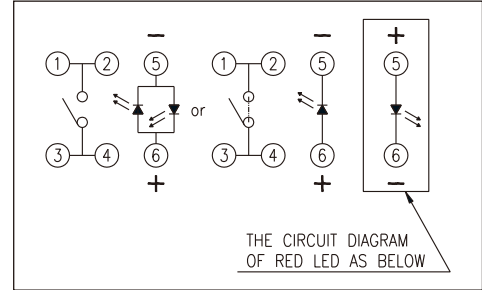 − − +
1 2 5 1 2 5 5
or
3 4 6 3 4 6 6
+ + −
THE CIRCUIT DIAGRAM
OF RED LED AS BELOW